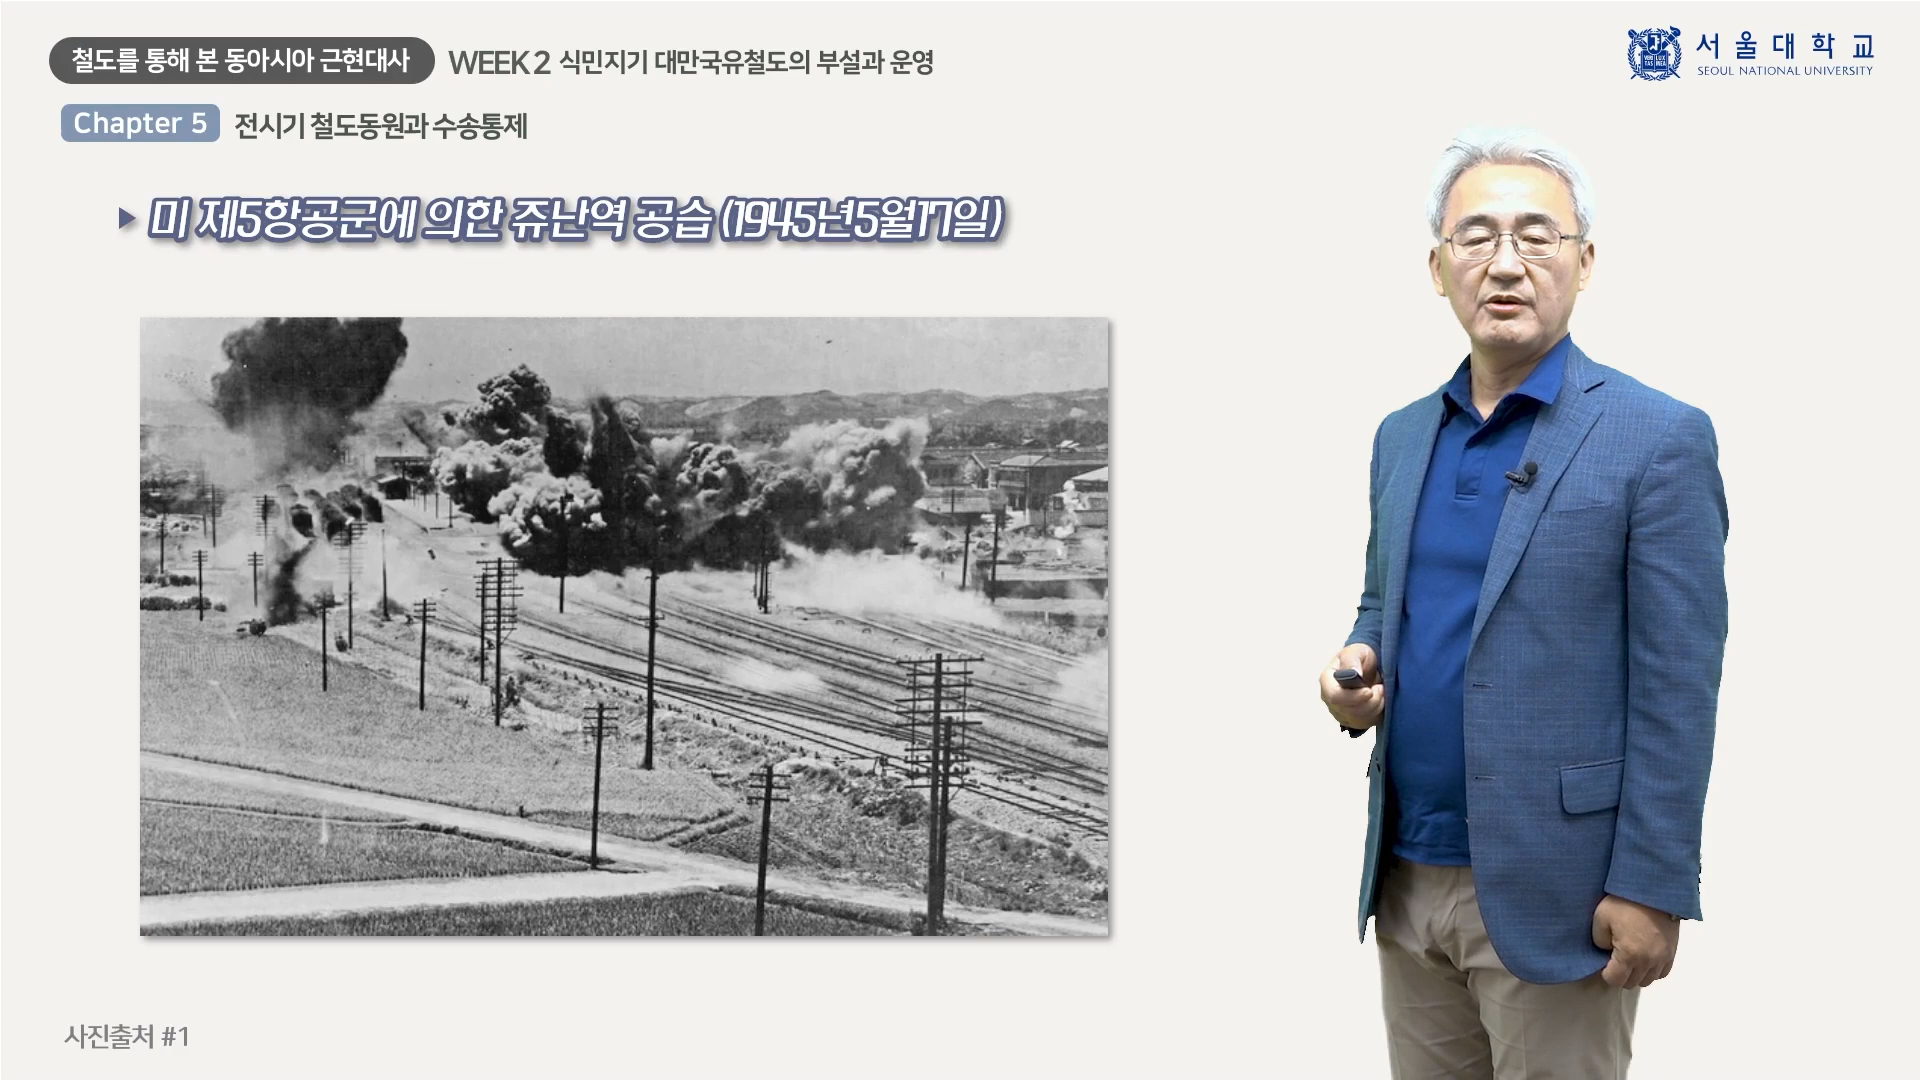 철도를 통해 본 동아시아 근현대사 WEEK 2 식민지기 대만국유철도의 부설과 운영
서울대학교
SEOUL NATIONAL UNIVERSITY
Chapter 5 전시기 철도동원과 수송통제
미 제5항공군에 의한 쥬난역 공습 (1945년5월17일)
사진출처 #1